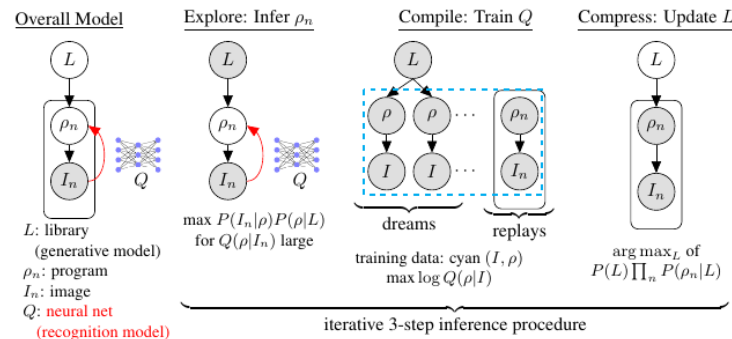 Overall Model
L
ρₙ
Iₙ
Q
L: library
(generative model)
ρₙ: program
Iₙ: image
Q: neural net
(recognition model)
Explore: Infer ρₙ
L
ρₙ
Iₙ
Q
max P(Iₙ|ρ)P(ρ|L)
for Q(ρ|Iₙ) large
Compile: Train Q
L
ρ ρ ··· ρₙ
I I ··· Iₙ
dreams replays
training data: cyan (I, ρ)
max log Q(ρ|I)
Compress: Update L
L
ρₙ
Iₙ
arg max_L of
P(L) ∏ₙ P(ρₙ|L)
iterative 3-step inference procedure